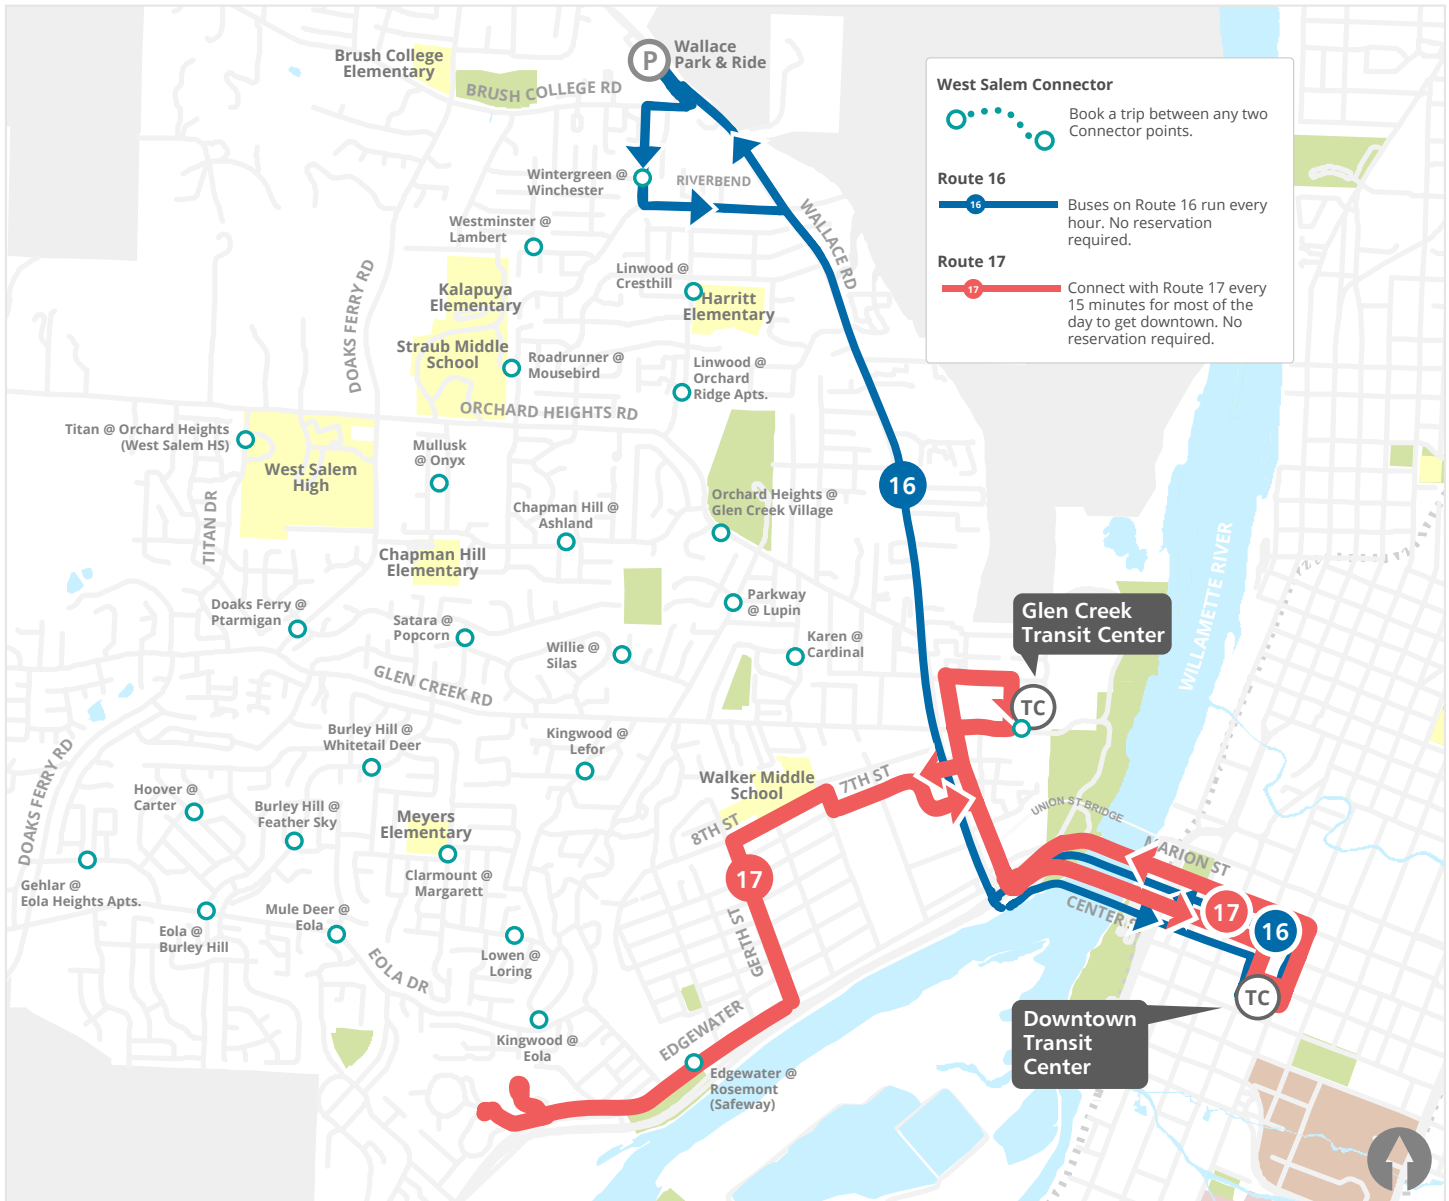 Brush College
Elementary
P
Wallace
Park & Ride
BRUSH COLLEGE RD
West Salem Connector
Book a trip between any two
Connector points.
Route 16
16
Buses on Route 16 run every
hour. No reservation
required.
Route 17
17
Connect with Route 17 every
15 minutes for most of the
day to get downtown. No
reservation required.
Wintergreen @
Winchester
RIVERBEND
WALLACE RD
Westminster @
Lambert
DOAKS FERRY RD
Kalapuya
Elementary
Linwood @
Cresthill
Harritt
Elementary
Straub Middle
School
Roadrunner @
Mousebird
Linwood @
Orchard
Ridge Apts.
ORCHARD HEIGHTS RD
Titan @ Orchard Heights
(West Salem HS)
West Salem
High
Mullusk
@ Onyx
16
TITAN DR
Chapman Hill @
Ashland
Orchard Heights @
Glen Creek Village
Chapman Hill
Elementary
WILLAMETTE RIVER
Doaks Ferry @
Ptarmigan
Satara @
Popcorn
Parkway
@ Lupin
Willie @
Silas
Karen @
Cardinal
Glen Creek
Transit Center
TC
GLEN CREEK RD
Burley Hill @
Whitetail Deer
Kingwood @
Lefor
DOAKS FERRY RD
Hoover @
Carter
Burley Hill @
Feather Sky
Walker Middle
School
7TH ST
8TH ST
Meyers
Elementary
UNION ST BRIDGE
MARION ST
Gehlar @
Eola Heights Apts.
Clarmount @
Margarett
17
CENTER
17
16
Eola @
Burley Hill
Mule Deer @
Eola
EOLA DR
Lowen @
Loring
GERTH ST
TC
Downtown
Transit
Center
Kingwood @
Eola
EDGEWATER
Edgewater @
Rosemont
(Safeway)